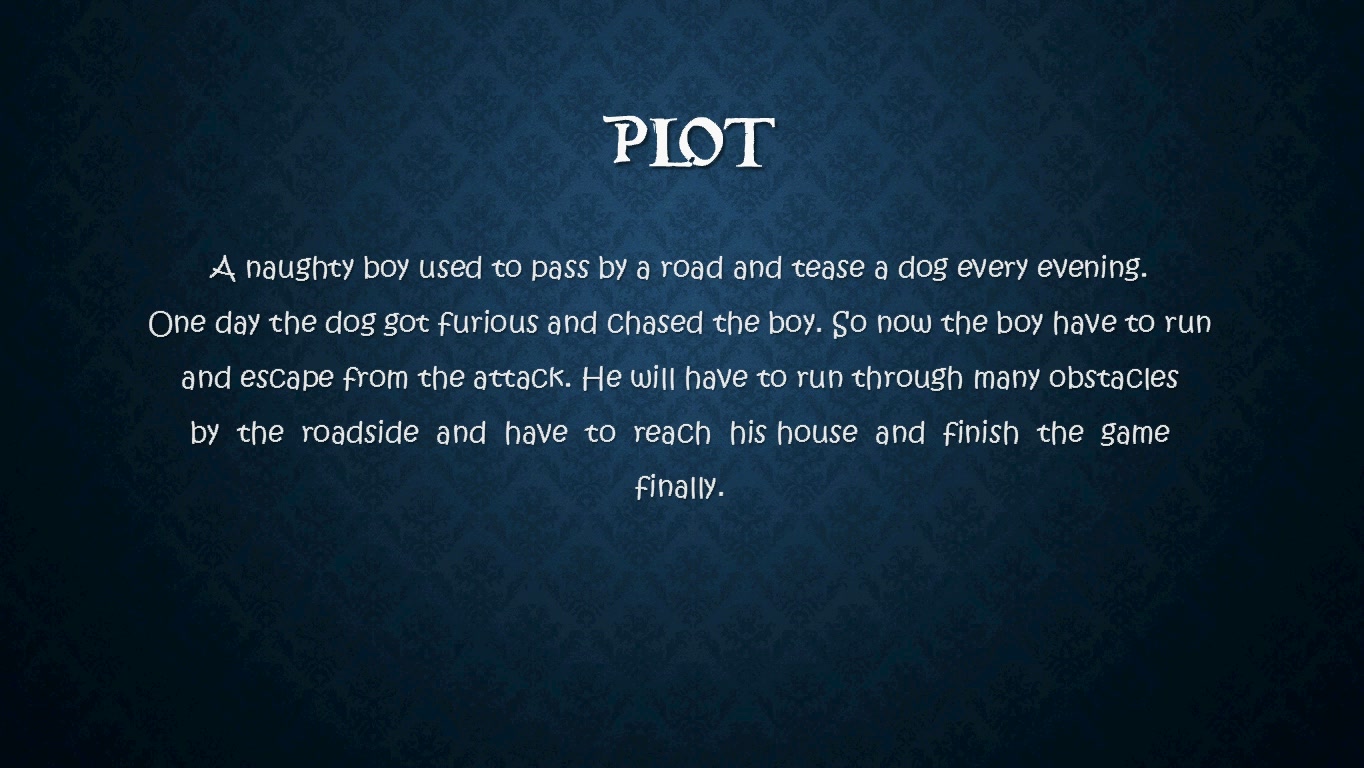 PLOT
A naughty boy used to pass by a road and tease a dog every evening.
One day the dog got furious and chased the boy. So now the boy have to run
and escape from the attack. He will have to run through many obstacles
by the roadside and have to reach his house and finish the game
finally.